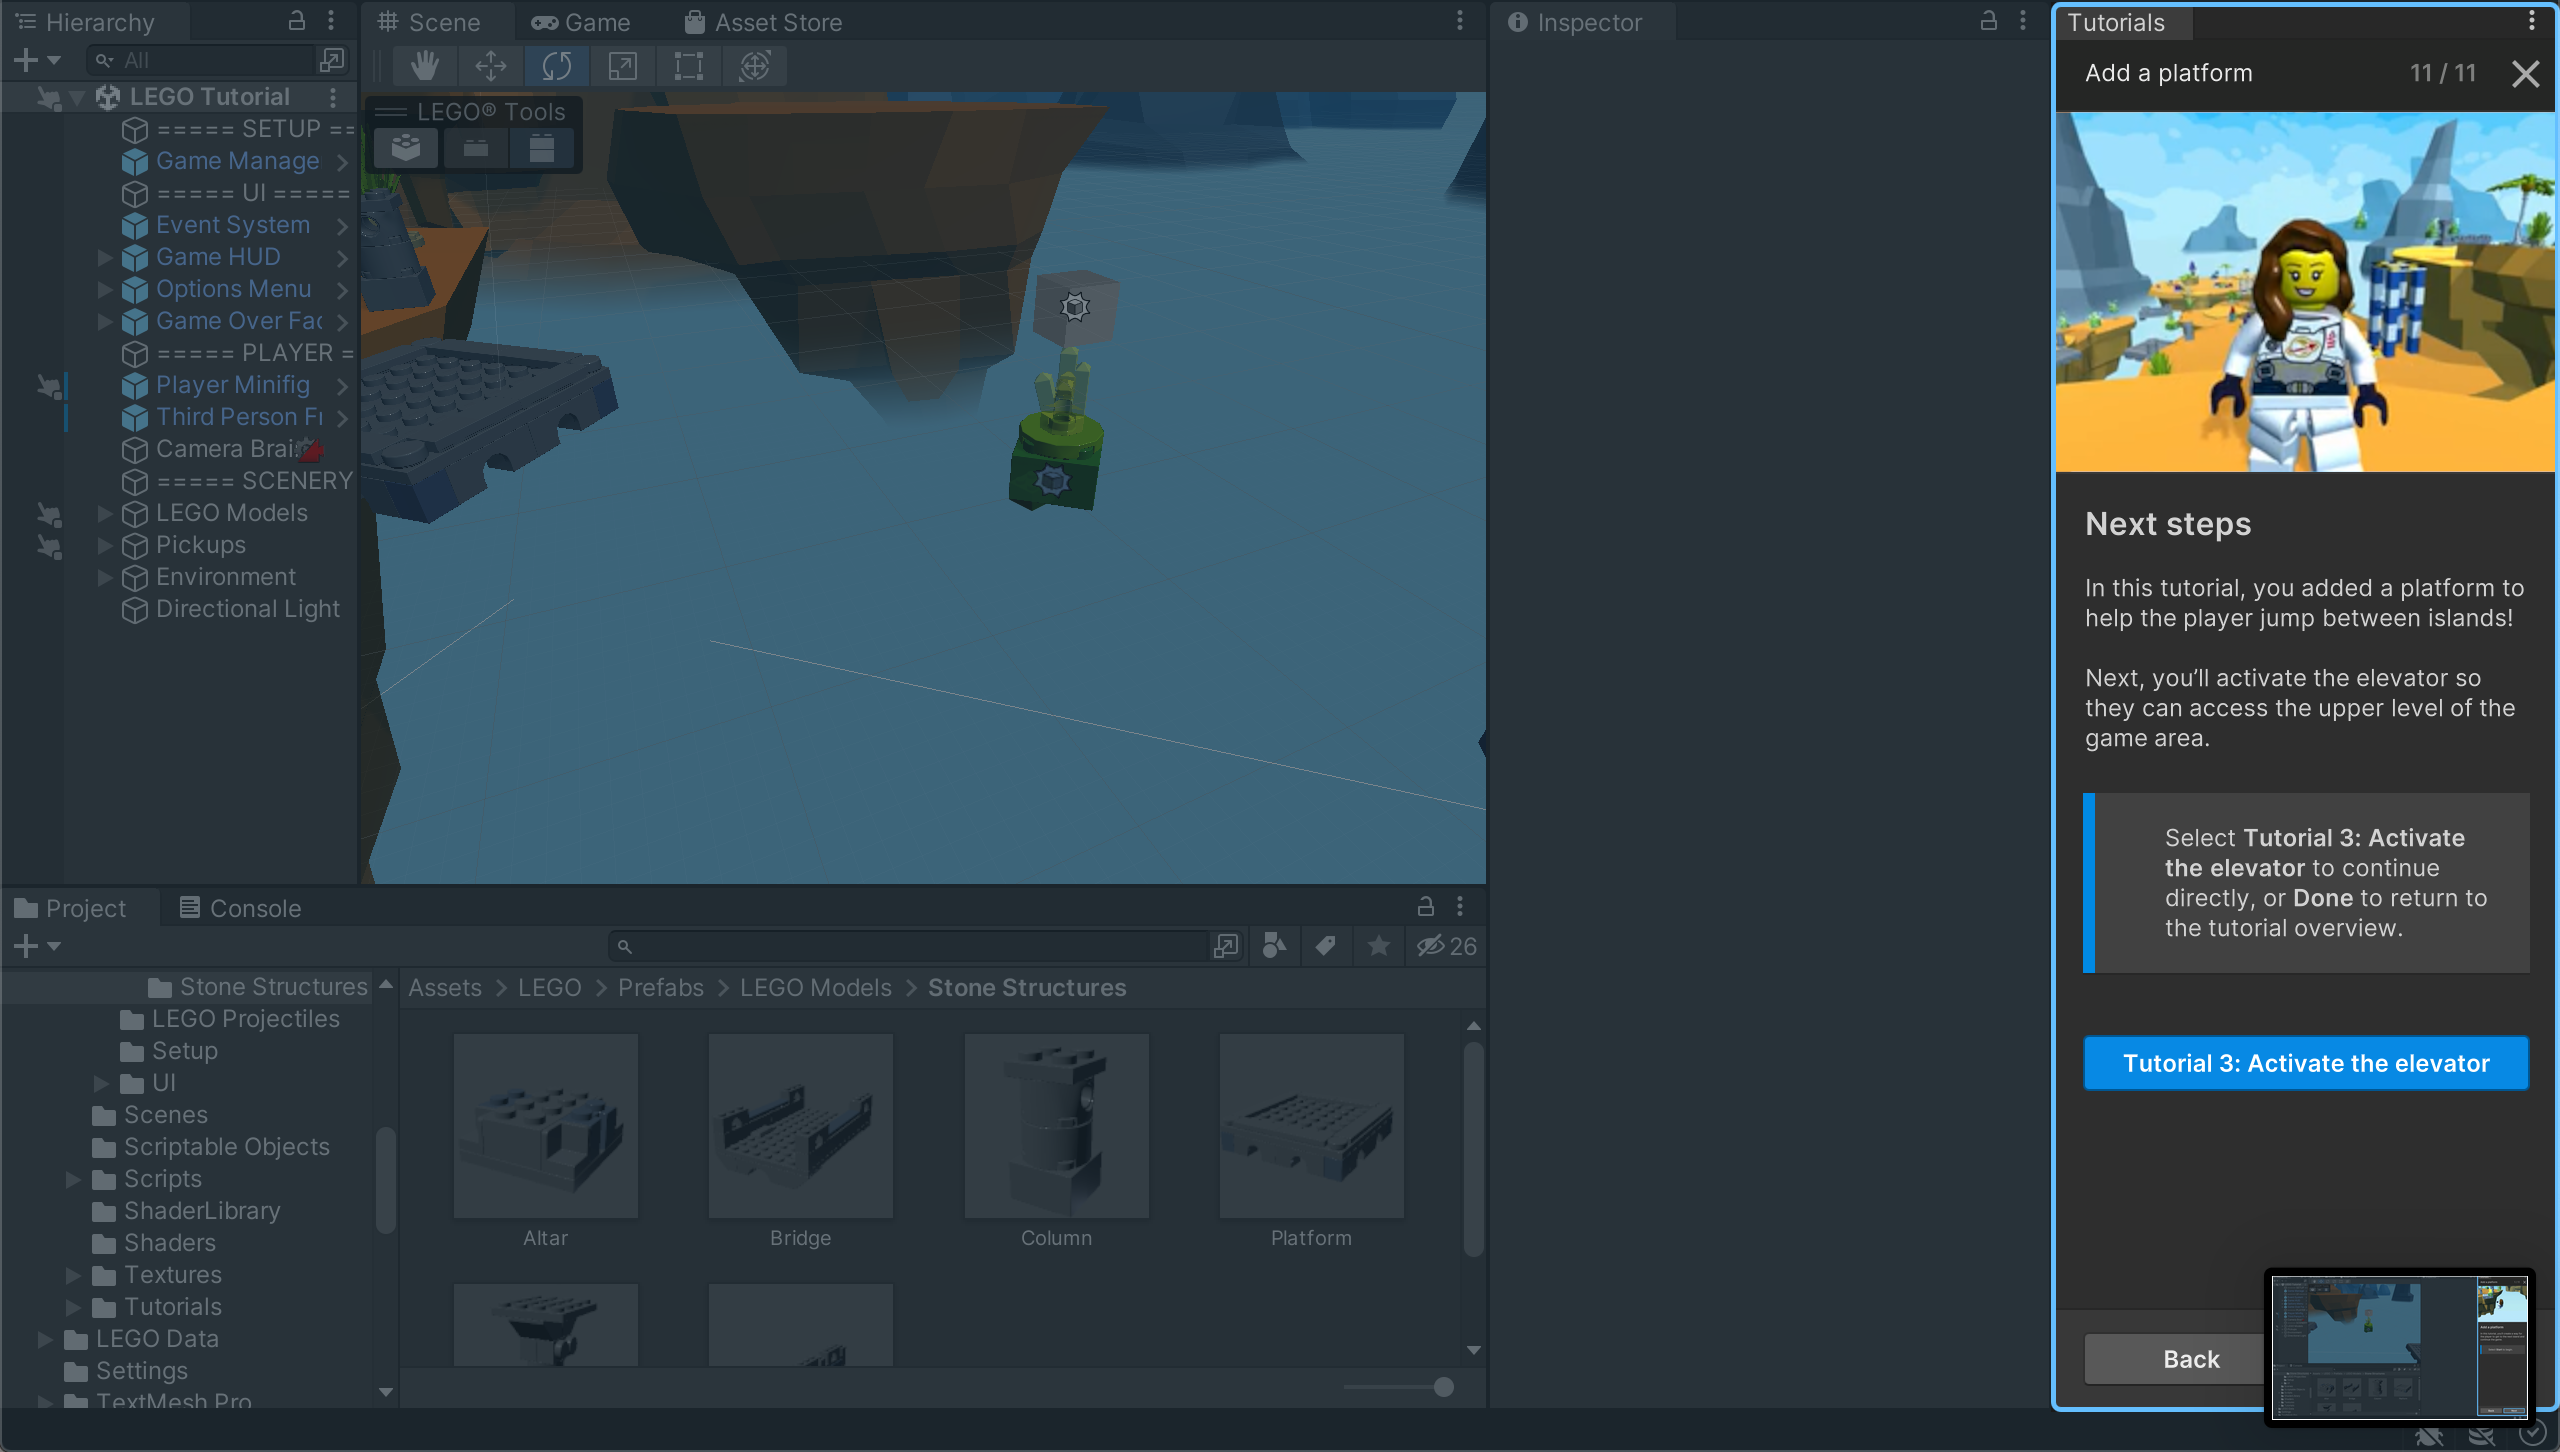 Hierarchy
All
LEGO Tutorial
===== SETUP ==
Game Manage
===== UI =====
Event System
Game HUD
Options Menu
Game Over Fac
===== PLAYER =
Player Minifig
Third Person Fr
Camera Brai
===== SCENERY
LEGO Models
Pickups
Environment
Directional Light
Scene
Game
Asset Store
LEGO® Tools
Inspector
Tutorials
Add a platform
11 / 11
Next steps
In this tutorial, you added a platform to
help the player jump between islands!
Next, you’ll activate the elevator so
they can access the upper level of the
game area.
Select Tutorial 3: Activate
the elevator to continue
directly, or Done to return to
the tutorial overview.
Tutorial 3: Activate the elevator
Back
Project
Console
26
Stone Structures
LEGO Projectiles
Setup
UI
Scenes
Scriptable Objects
Scripts
ShaderLibrary
Shaders
Textures
Tutorials
LEGO Data
Settings
TextMesh Pro
Assets > LEGO > Prefabs > LEGO Models > Stone Structures
Altar
Bridge
Column
Platform